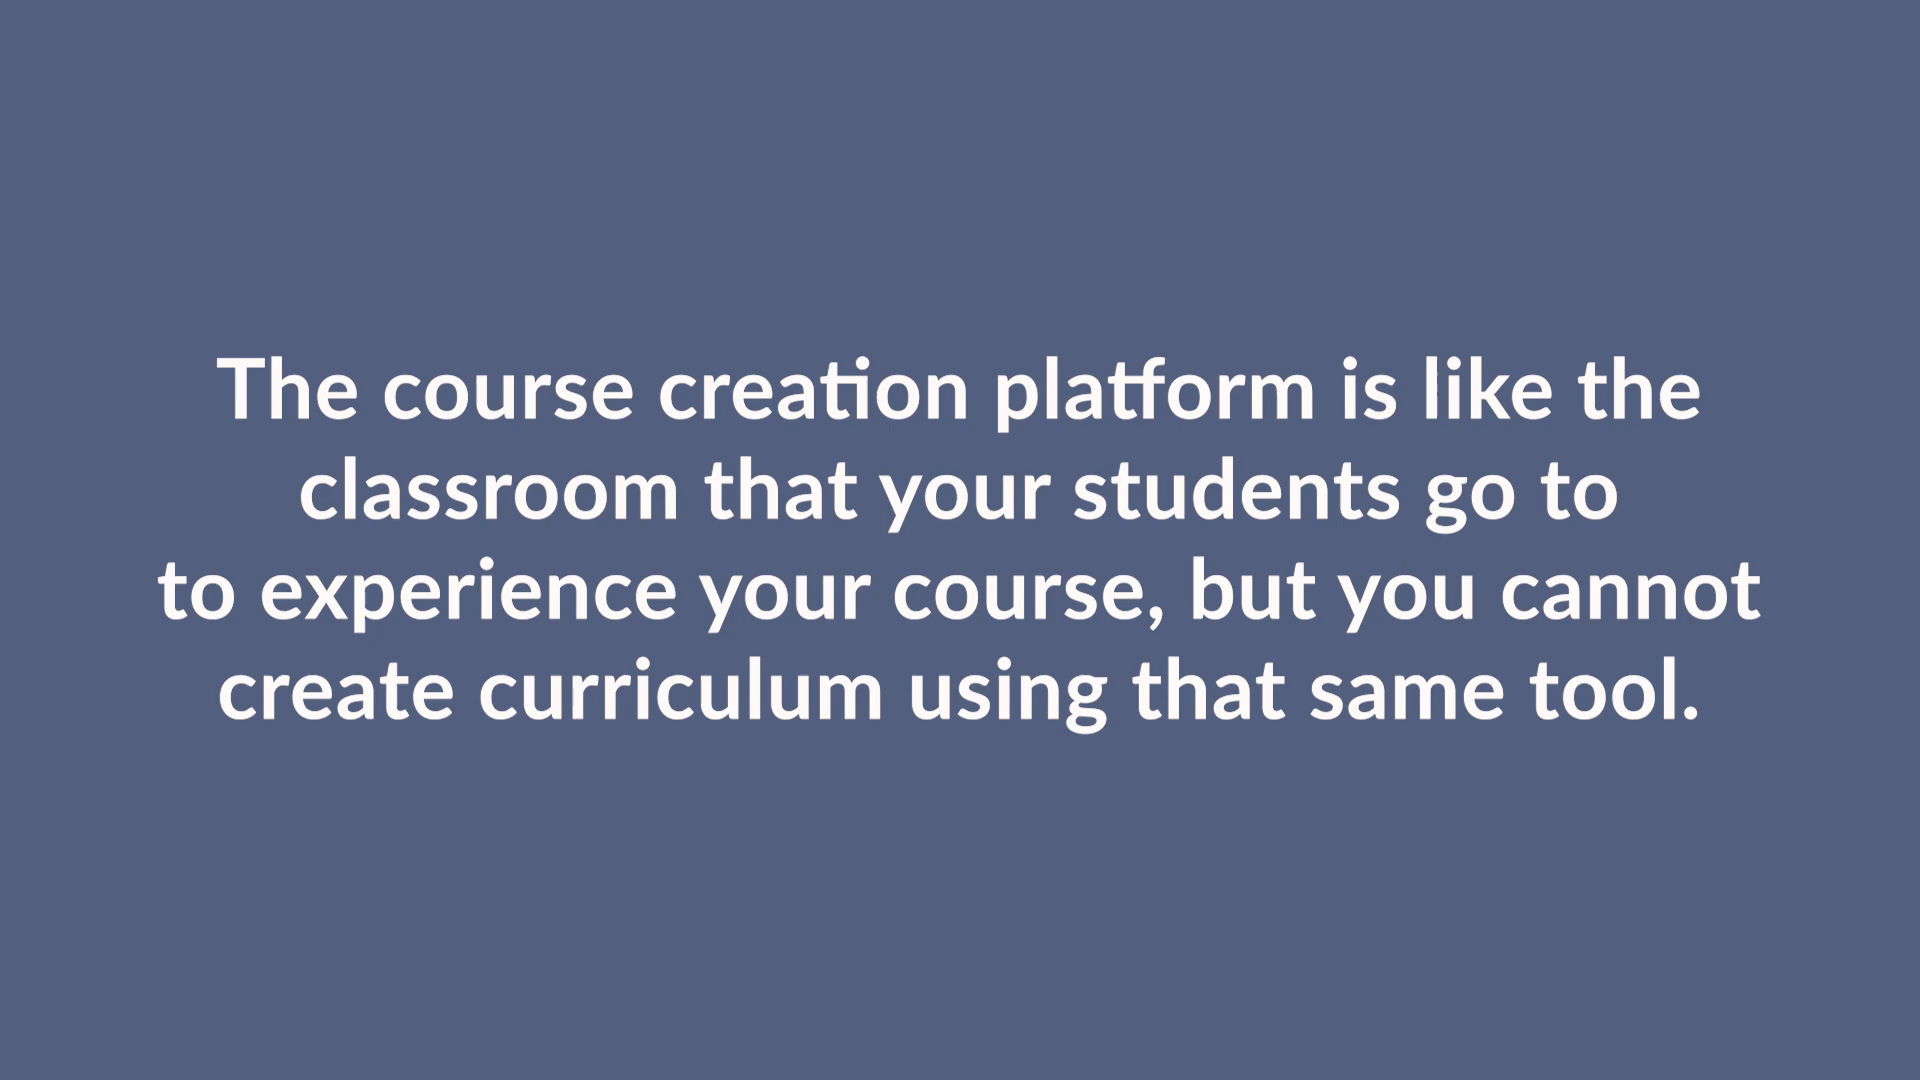 The course creation platform is like the
classroom that your students go to
to experience your course, but you cannot
create curriculum using that same tool.